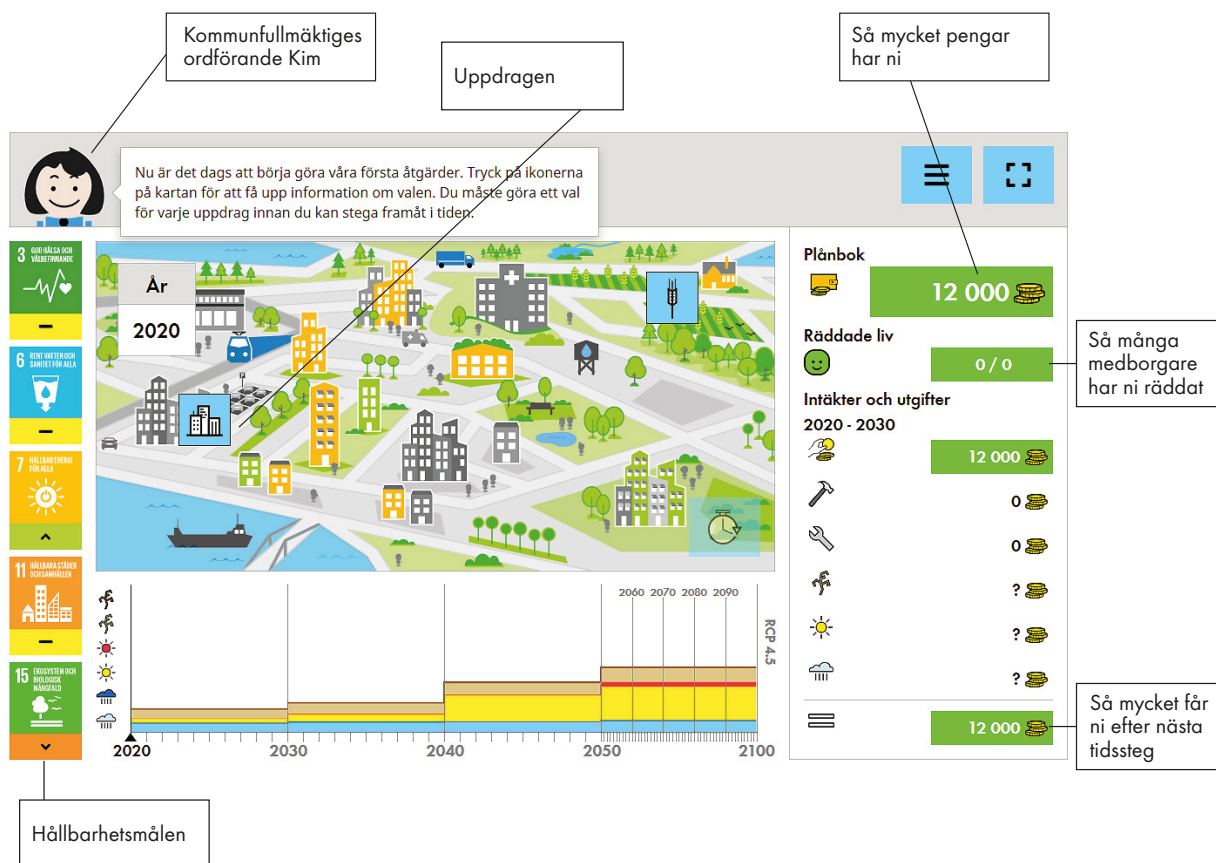 Kommunfullmäktiges
ordförande Kim
Uppdragen
Så mycket pengar
har ni
Nu är det dags att börja göra våra första åtgärder. Tryck på ikonerna
på kartan för att få upp information om valen. Du måste göra ett val
för varje uppdrag innan du kan stega framåt i tiden.
3 GOD HÄLSA OCH
VÄLBEFINNANDE
6 RENT VATTEN OCH
SANITET FÖR ALLA
7 HÅLLBAR ENERGI
FÖR ALLA
11 HÅLLBARA STÄDER
OCH SAMHÄLLEN
15 EKOSYSTEM OCH
BIOLOGISK
MÅNGFALD
År
2020
Plånbok
12 000
Räddade liv
0 / 0
Så många
medborgare
har ni räddat
Intäkter och utgifter
2020 - 2030
12 000
0
0
?
?
?
12 000
Så mycket får
ni efter nästa
tidssteg
2060 2070 2080 2090
RCP 4.5
2020 2030 2040 2050 2100
Hållbarhetsmålen